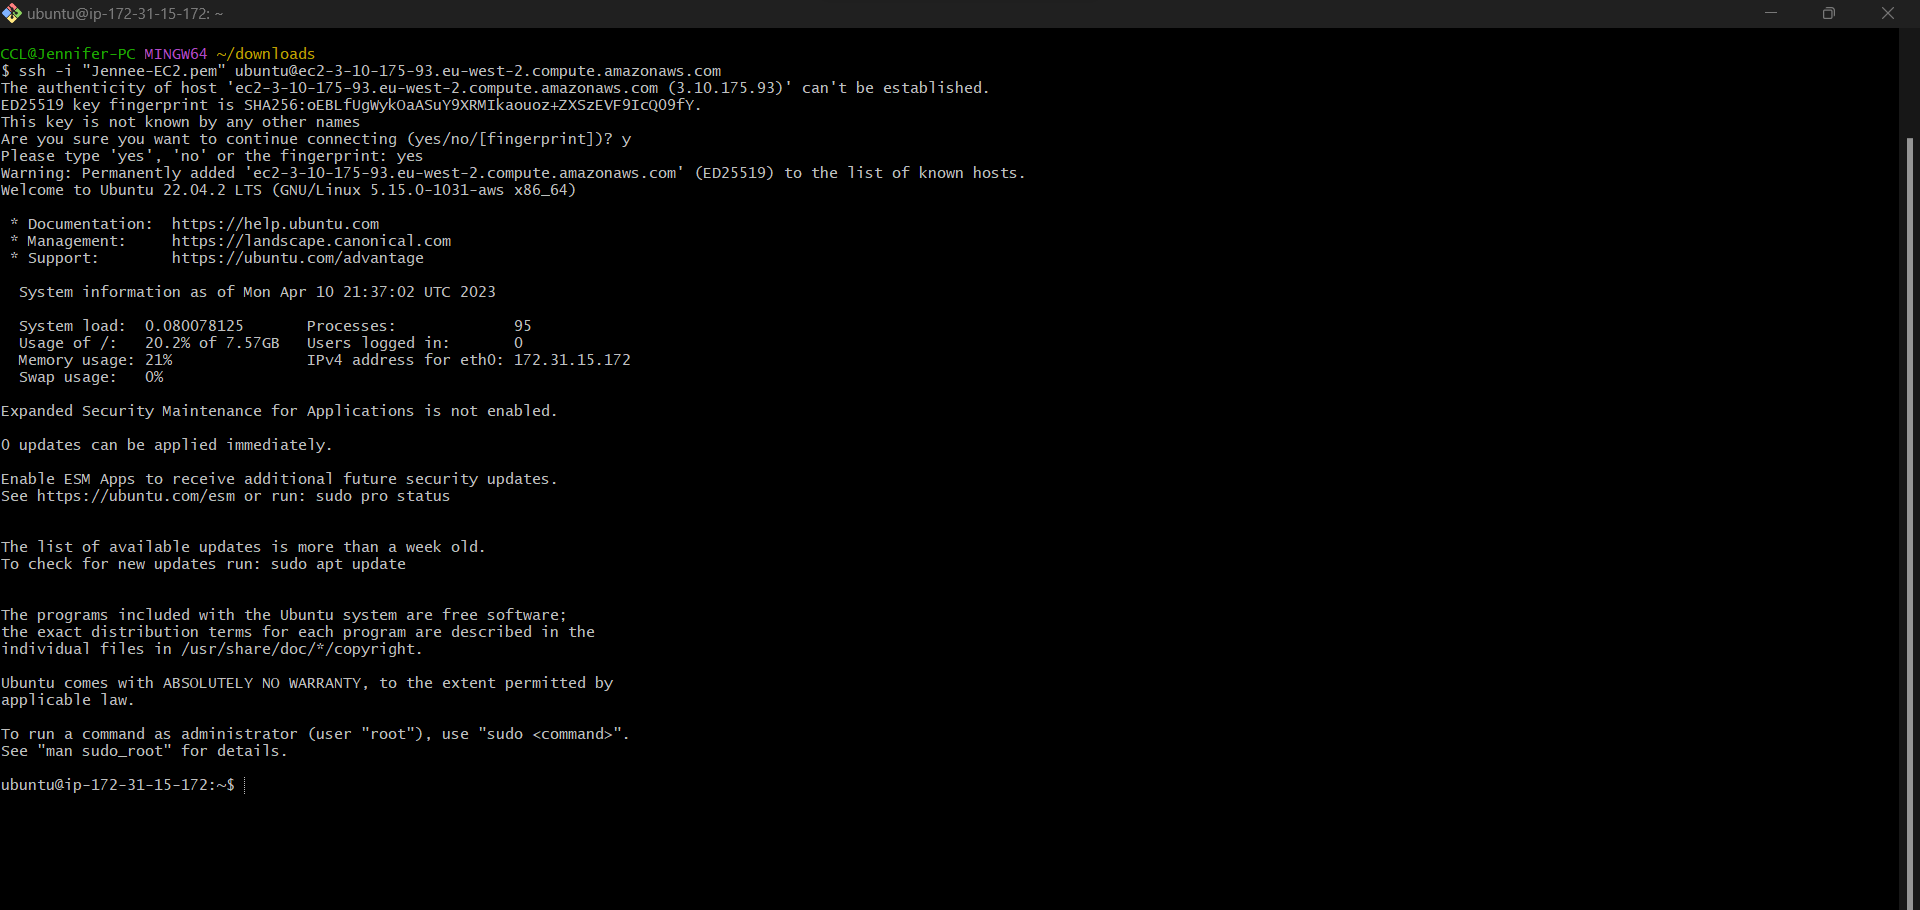 ubuntu@ip-172-31-15-172: ~
CCL@Jennifer-PC MINGW64 ~/downloads
$ ssh -i "Jennee-EC2.pem" ubuntu@ec2-3-10-175-93.eu-west-2.compute.amazonaws.com
The authenticity of host 'ec2-3-10-175-93.eu-west-2.compute.amazonaws.com (3.10.175.93)' can't be established.
ED25519 key fingerprint is SHA256:oEBLfUgWykOaASuY9XRMIkaouoz+ZXSzEVF9IcQO9fY.
This key is not known by any other names
Are you sure you want to continue connecting (yes/no/[fingerprint])? y
Please type 'yes', 'no' or the fingerprint: yes
Warning: Permanently added 'ec2-3-10-175-93.eu-west-2.compute.amazonaws.com' (ED25519) to the list of known hosts.
Welcome to Ubuntu 22.04.2 LTS (GNU/Linux 5.15.0-1031-aws x86_64)
* Documentation:  https://help.ubuntu.com
* Management:     https://landscape.canonical.com
* Support:        https://ubuntu.com/advantage
System information as of Mon Apr 10 21:37:02 UTC 2023
System load:  0.080078125       Processes:             95
Usage of /:   20.2% of 7.57GB   Users logged in:       0
Memory usage: 21%               IPv4 address for eth0: 172.31.15.172
Swap usage:   0%
Expanded Security Maintenance for Applications is not enabled.
0 updates can be applied immediately.
Enable ESM Apps to receive additional future security updates.
See https://ubuntu.com/esm or run: sudo pro status
The list of available updates is more than a week old.
To check for new updates run: sudo apt update
The programs included with the Ubuntu system are free software;
the exact distribution terms for each program are described in the
individual files in /usr/share/doc/*/copyright.
Ubuntu comes with ABSOLUTELY NO WARRANTY, to the extent permitted by
applicable law.
To run a command as administrator (user "root"), use "sudo <command>".
See "man sudo_root" for details.
ubuntu@ip-172-31-15-172:~$